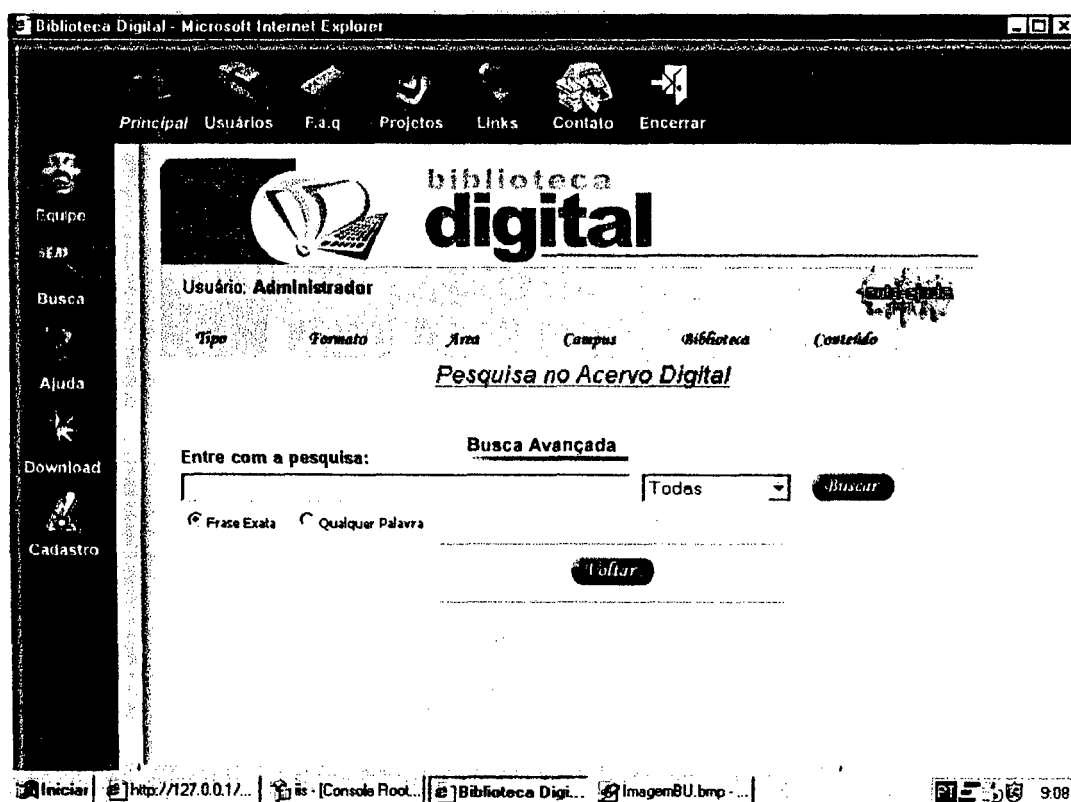 Biblioteca Digital - Microsoft Internet Explorer
Principal Usuários F.a.q Projetos Links Contato Encerrar
Equipe
Busca
Ajuda
Download
Cadastro
biblioteca
digital
Usuário: Administrador
Tipo Formato Área Campus Biblioteca Conteúdo
Pesquisa no Acervo Digital
Busca Avançada
Entre com a pesquisa:
Todas Buscar
Frase Exata Qualquer Palavra
Voltar
Iniciar http://127.0.0.1/... iis - [Console Root... Biblioteca Digi... ImagemBU.bmp - ... PT 9:08